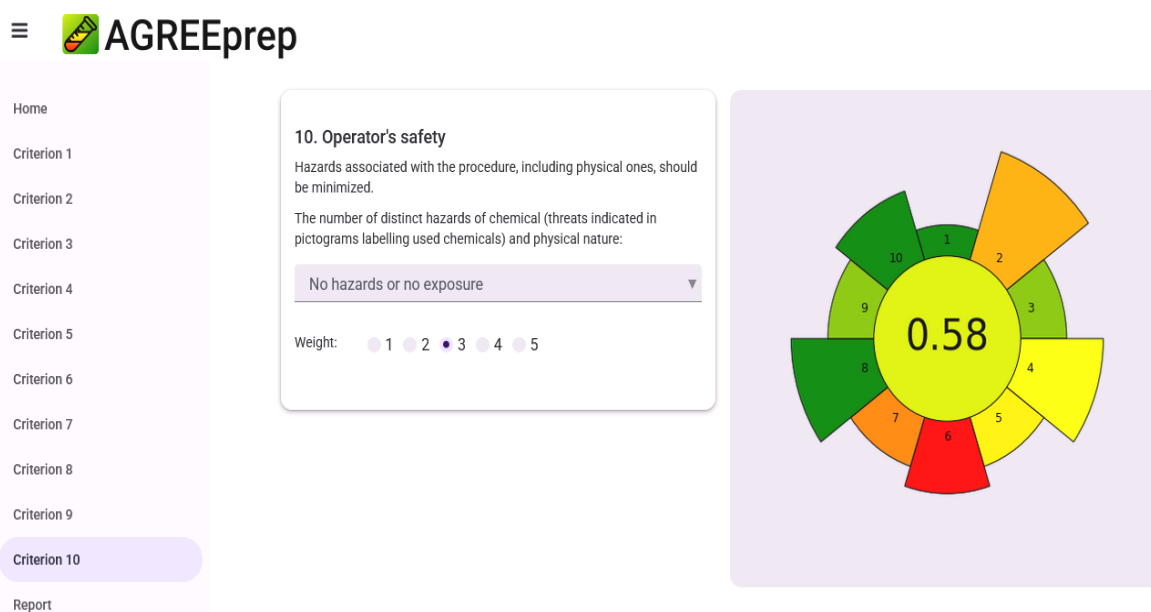 AGREEprep
Home
Criterion 1
Criterion 2
Criterion 3
Criterion 4
Criterion 5
Criterion 6
Criterion 7
Criterion 8
Criterion 9
Criterion 10
Report
10. Operator's safety
Hazards associated with the procedure, including physical ones, should
be minimized.
The number of distinct hazards of chemical (threats indicated in
pictograms labelling used chemicals) and physical nature:
No hazards or no exposure
Weight: 1 2 3 4 5
1
2
3
4
5
6
7
8
9
10
0.58